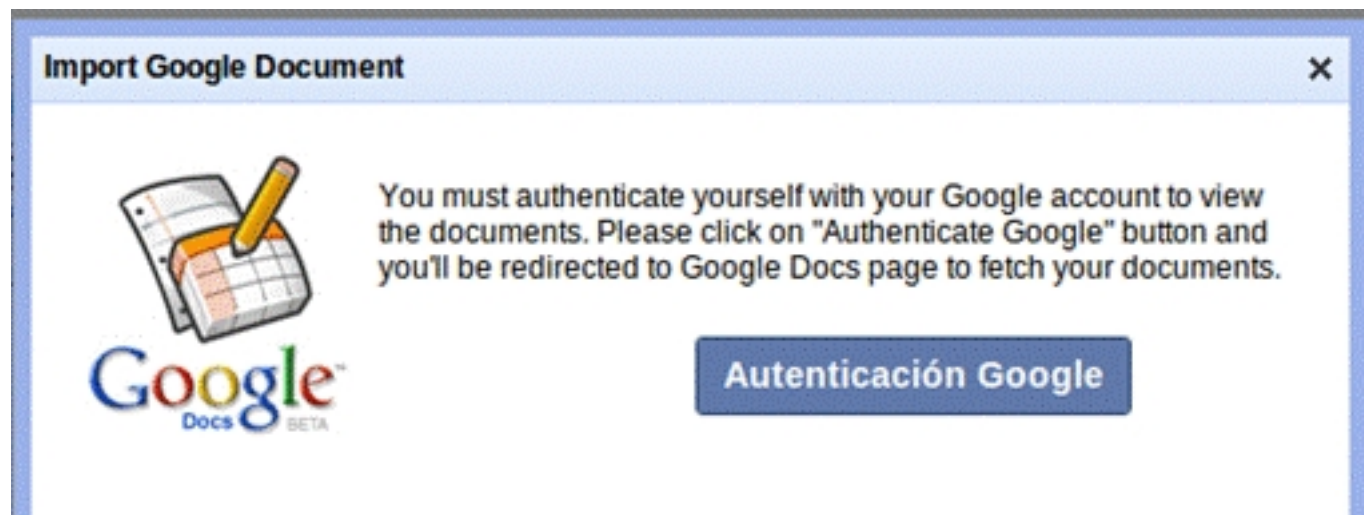 Import Google Document
You must authenticate yourself with your Google account to view
the documents. Please click on "Authenticate Google" button and
you'll be redirected to Google Docs page to fetch your documents.
Autenticación Google
Google™
Docs BETA